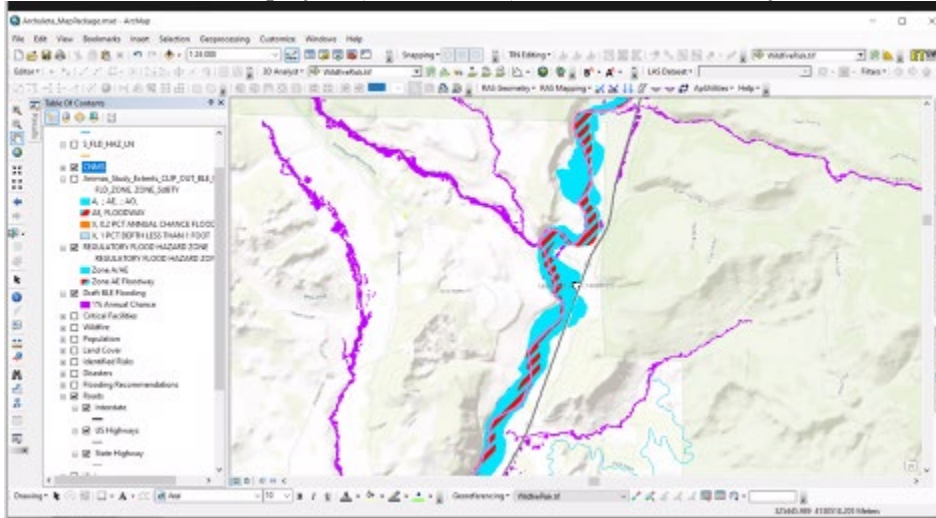 Archuleta_MapPackage.mxd - ArcMap
File Edit View Bookmarks Insert Selection Geoprocessing Customize Windows Help
1:24,000
Snapping
TIN Editing
WildfireRisk.tif
Editor
3D Analyst
WildfireRisk.tif
LAS Dataset
Filters
RAS Geometry
RAS Mapping
ApUtilities
Help
Table Of Contents
Results
S_FLD_HAZ_LN
CNMS
Animas_Study_Extents_CLIP_OUT_BLE_
FLD_ZONE, ZONE_SUBTY
A, ; AE, ; AO,
AE, FLOODWAY
X, 0.2 PCT ANNUAL CHANCE FLOOD
X, 1 PCT DEPTH LESS THAN 1 FOOT
REGULATORY FLOOD HAZARD ZONE
REGULATORY FLOOD HAZARD ZO
Zone A/AE
Zone AE Floodway
Draft BLE Flooding
1% Annual Chance
Critical Facilities
Wildfire
Population
Land Cover
Identified Risks
Disasters
Flooding Recommendations
Roads
Interstate
US Highways
State Highway
Drawing
A
Arial
10
B I U A
Georeferencing
WildfireRisk.tif
Meters